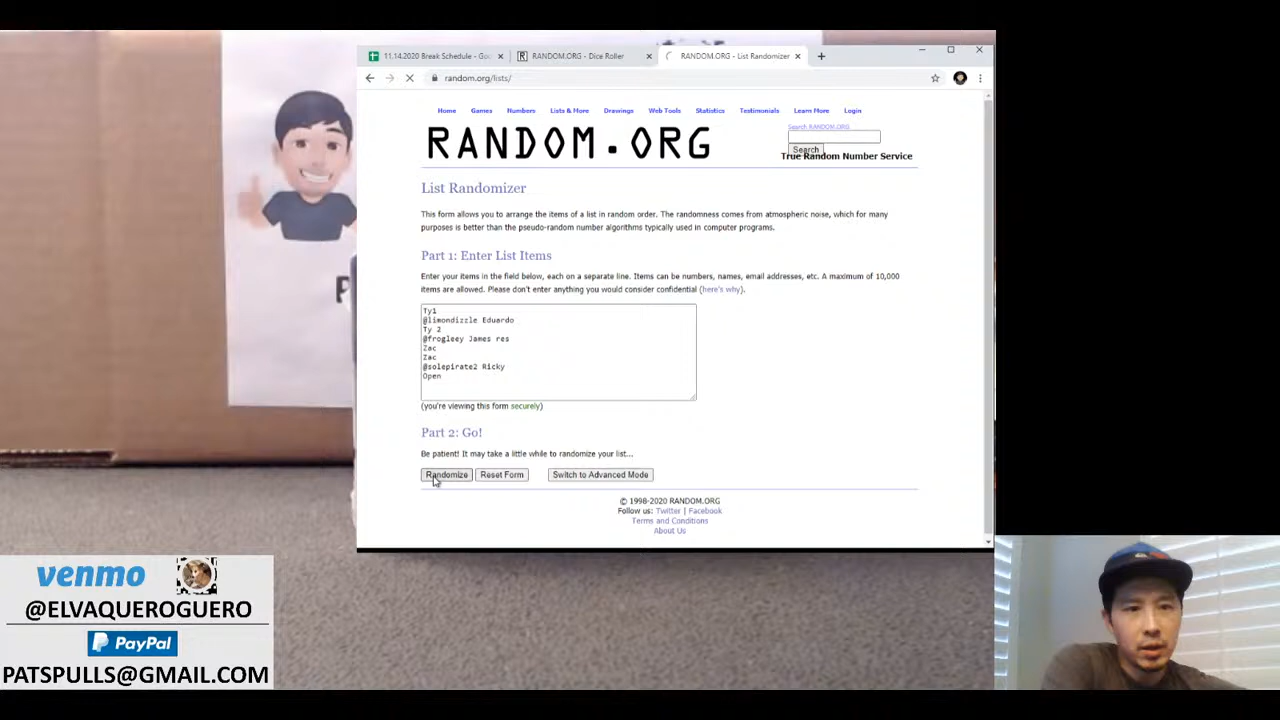 11.14.2020 Break Schedule - Goo
RANDOM.ORG - Dice Roller
RANDOM.ORG - List Randomizer
random.org/lists/
Home Games Numbers Lists & More Drawings Web Tools Statistics Testimonials Learn More Login
Search RANDOM.ORG
RANDOM.ORG
Search
True Random Number Service
List Randomizer
This form allows you to arrange the items of a list in random order. The randomness comes from atmospheric noise, which for many
purposes is better than the pseudo-random number algorithms typically used in computer programs.
Part 1: Enter List Items
Enter your items in the field below, each on a separate line. Items can be numbers, names, email addresses, etc. A maximum of 10,000
items are allowed. Please don't enter anything you would consider confidential (here's why).
Ty1
@limondizzle Eduardo
Ty 2
@frogleey James res
Zac
Zac
@solepirate2 Ricky
Open
(you're viewing this form securely)
Part 2: Go!
Be patient! It may take a little while to randomize your list...
Randomize Reset Form Switch to Advanced Mode
© 1998-2020 RANDOM.ORG
Follow us: Twitter | Facebook
Terms and Conditions
About Us
P
venmo
@ELVAQUEROGUERO
PayPal
PATSPULLS@GMAIL.COM